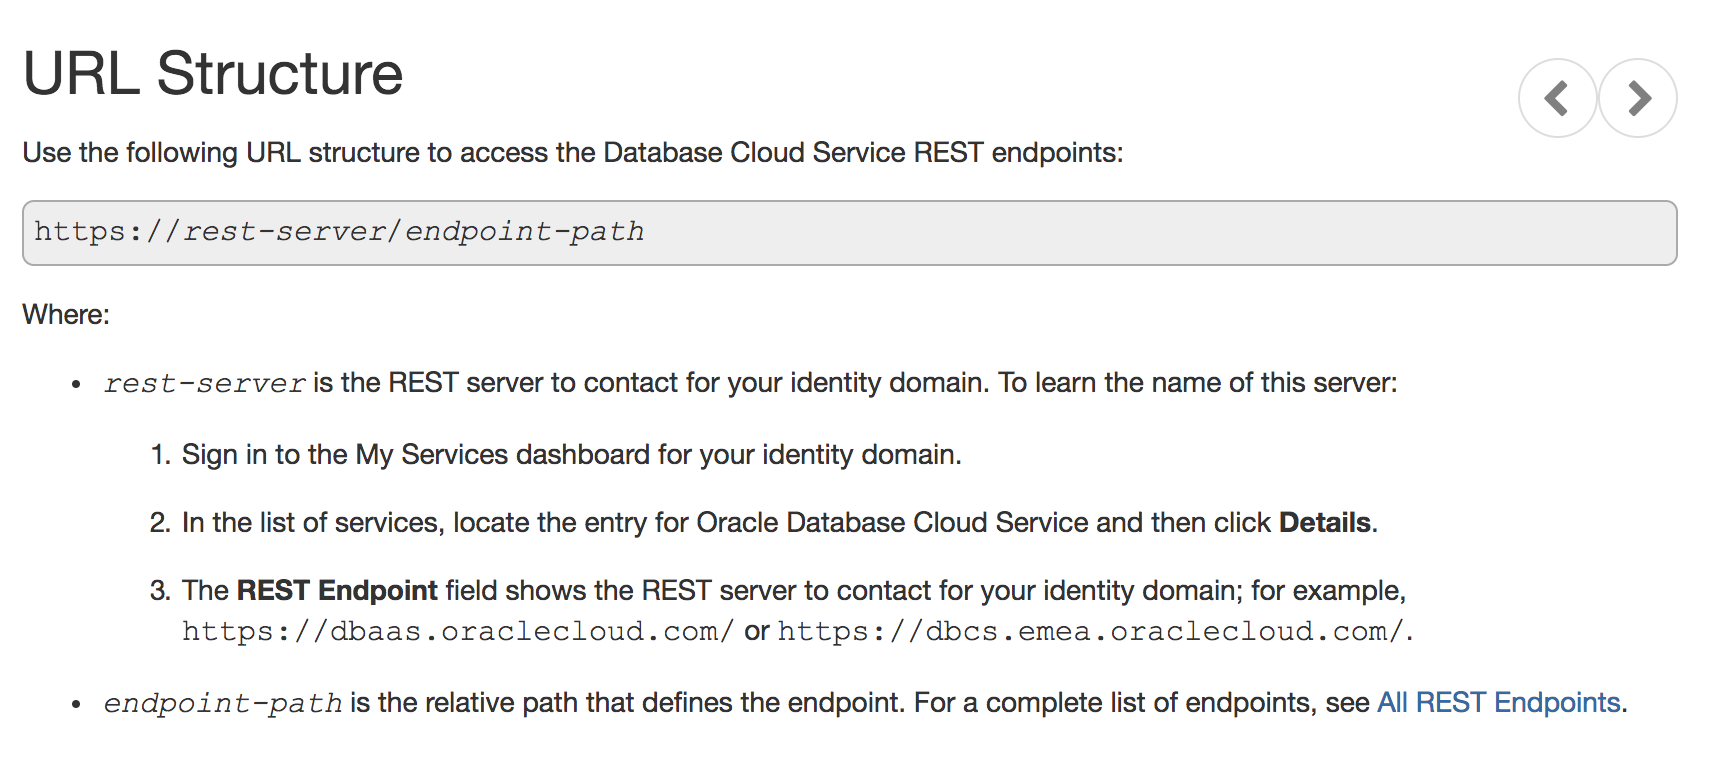 URL Structure
Use the following URL structure to access the Database Cloud Service REST endpoints:
https://rest-server/endpoint-path
Where:
• rest-server is the REST server to contact for your identity domain. To learn the name of this server:
1. Sign in to the My Services dashboard for your identity domain.
2. In the list of services, locate the entry for Oracle Database Cloud Service and then click Details.
3. The REST Endpoint field shows the REST server to contact for your identity domain; for example,
https://dbaas.oraclecloud.com/ or https://dbcs.emea.oraclecloud.com/.
• endpoint-path is the relative path that defines the endpoint. For a complete list of endpoints, see All REST Endpoints.